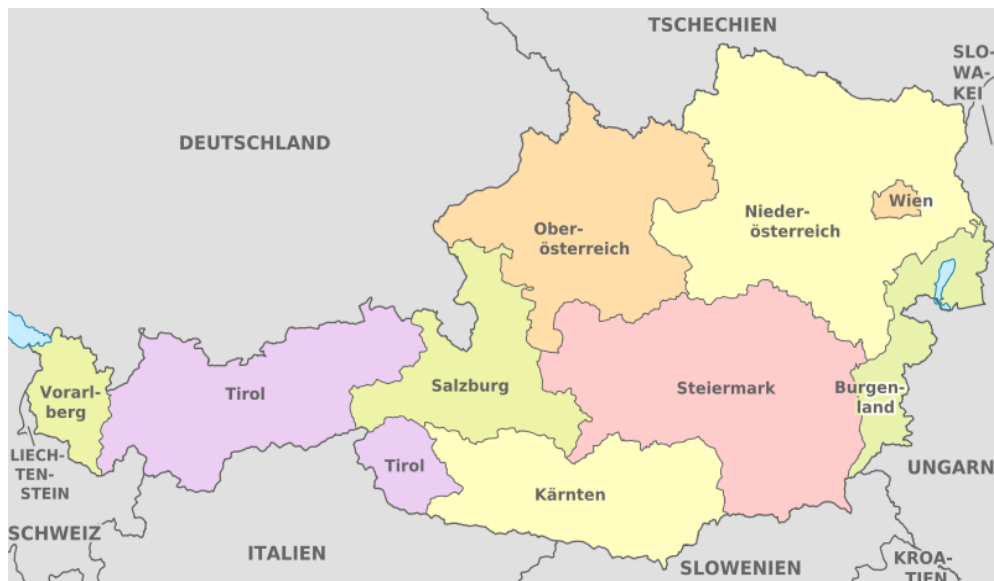 TSCHECHIEN
SLO-
WA-
KEI
DEUTSCHLAND
Wien
Nieder-
österreich
Ober-
österreich
Vorarl-
berg
Tirol
Salzburg
Steiermark
Burgen-
land
LIECH-
TEN-
STEIN
Tirol
Kärnten
UNGARN
SCHWEIZ
ITALIEN
SLOWENIEN
KROA-
TIEN